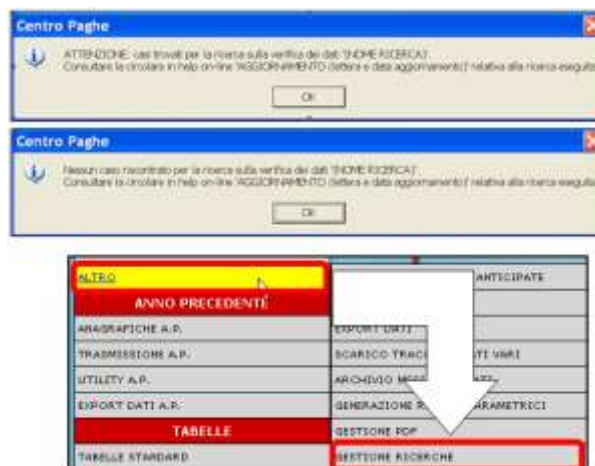 Centro Paghe
ATTENZIONE: casi trovati per la ricerca sulla verifica dei dati '(NOME RICERCA)'.
Consultare la circolare in help on-line 'AGGIORNAMENTO (lettera e data aggiornamento)' relativa alla ricerca eseguita
OK
Centro Paghe
Nessun caso riscontrato per la ricerca sulla verifica dei dati '(NOME RICERCA)'.
Consultare la circolare in help on-line 'AGGIORNAMENTO (lettera e data aggiornamento)' relativa alla ricerca eseguita
OK
ALTRO
ANTICIPATE
ANNO PRECEDENTE
ANAGRAFICHE A.P.
EXPORT DATI
TRASMISSIONE A.P.
SCARICO TRAC TI VARI
UTILITY A.P.
ARCHIVIO
EXPORT DATI A.P.
GENERAZIONE ARAMETRICI
TABELLE
GESTIONE PDF
TABELLE STANDARD
GESTIONE RICERCHE